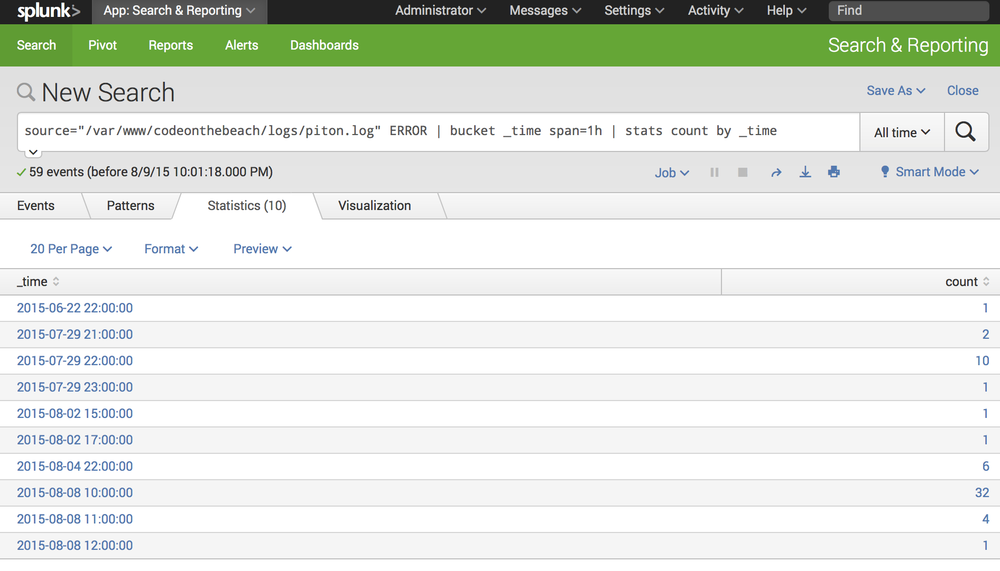 splunk> App: Search & Reporting Administrator Messages Settings Activity Help Find
Search Pivot Reports Alerts Dashboards Search & Reporting
New Search Save As Close
source="/var/www/codeonthebeach/logs/piton.log" ERROR | bucket _time span=1h | stats count by _time All time
59 events (before 8/9/15 10:01:18.000 PM) Job Smart Mode
Events Patterns Statistics (10) Visualization
20 Per Page Format Preview
_time count
2015-06-22 22:00:00 1
2015-07-29 21:00:00 2
2015-07-29 22:00:00 10
2015-07-29 23:00:00 1
2015-08-02 15:00:00 1
2015-08-02 17:00:00 1
2015-08-04 22:00:00 6
2015-08-08 10:00:00 32
2015-08-08 11:00:00 4
2015-08-08 12:00:00 1